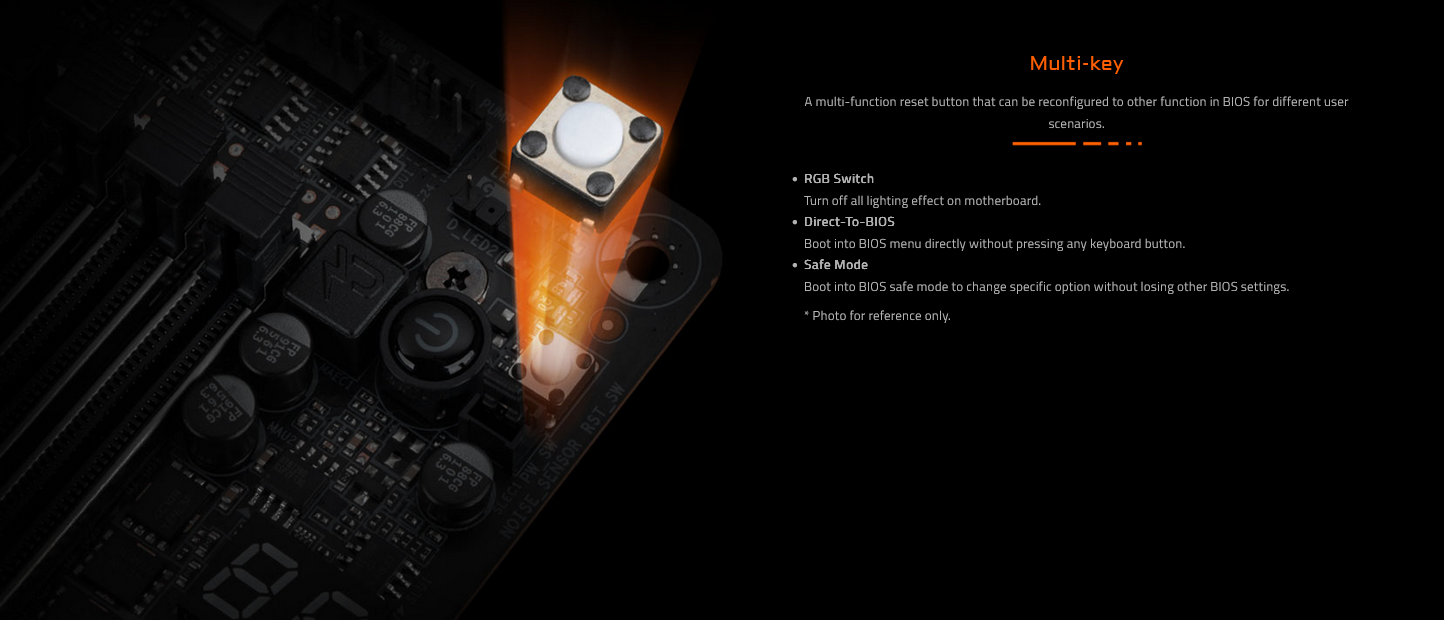 Multi-key
A multi-function reset button that can be reconfigured to other function in BIOS for different user
scenarios.
• RGB Switch
Turn off all lighting effect on motherboard.
• Direct-To-BIOS
Boot into BIOS menu directly without pressing any keyboard button.
• Safe Mode
Boot into BIOS safe mode to change specific option without losing other BIOS settings.
* Photo for reference only.
D_LED2
RST_SW
PW_SW
NOISE_SENSOR